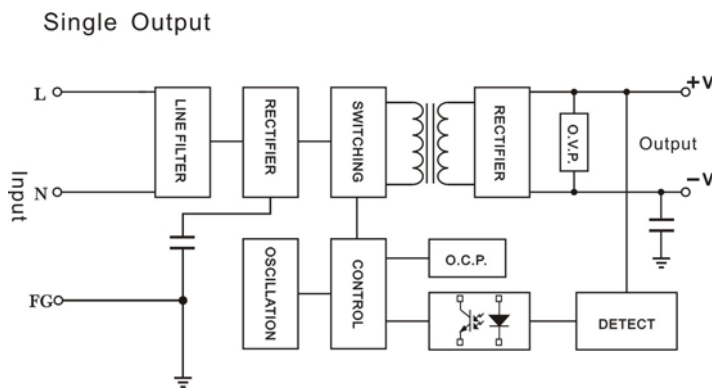 Single Output
L
LINE FILTER
RECTIFIER
SWITCHING
RECTIFIER
+V
O.V.P.
Output
Input
N
−V
OSCILLATION
CONTROL
O.C.P.
FG
DETECT